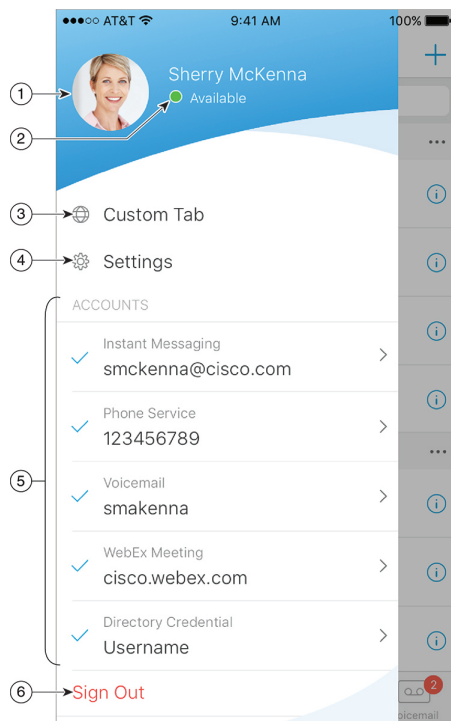 AT&T 9:41 AM 100%
Sherry McKenna
1
Available
2
3 Custom Tab
4 Settings
ACCOUNTS
Instant Messaging
smckenna@cisco.com
Phone Service
123456789
5
Voicemail
smakenna
WebEx Meeting
cisco.webex.com
Directory Credential
Username
6 Sign Out
2
oicemail